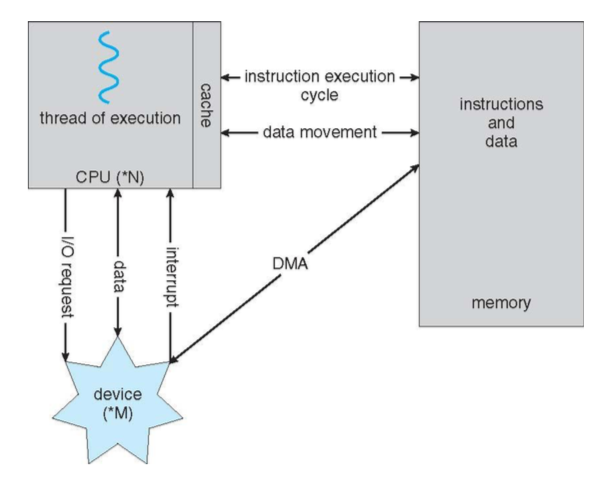 thread of execution
cache
CPU (*N)
instruction execution
cycle
data movement
instructions
and
data
memory
I/O request
data
interrupt
DMA
device
(*M)